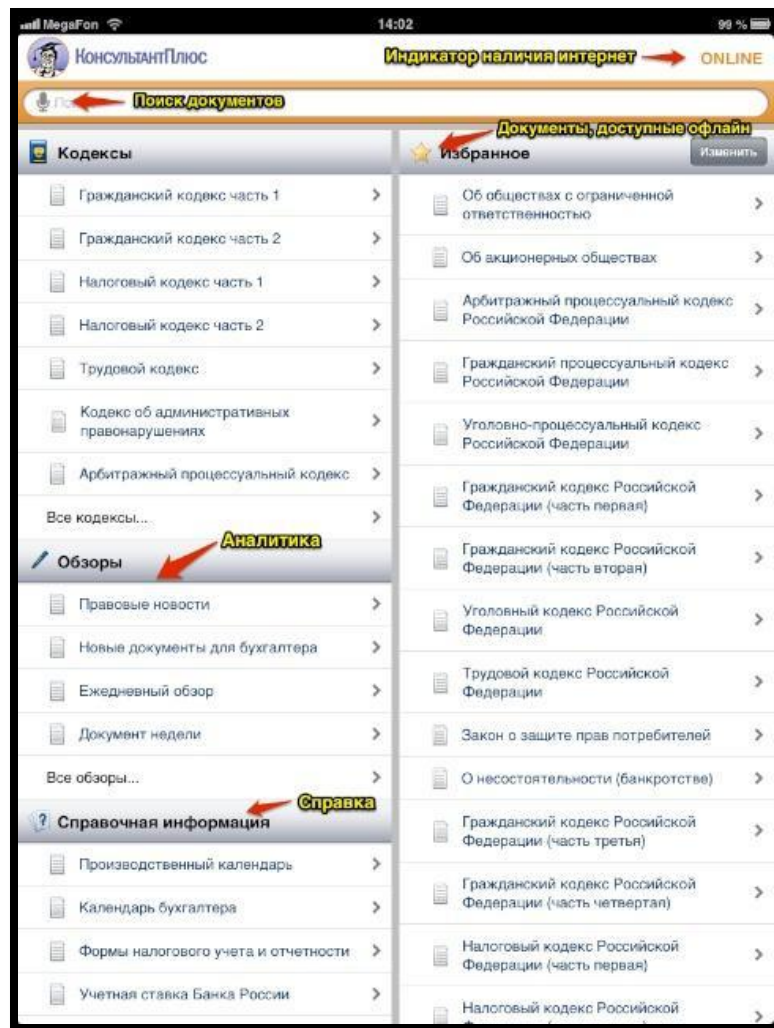 MegaFon 14:02 99 %
КонсультантПлюс
Индикатор наличия интернет
ONLINE
Поиск документов
Документы, доступные офлайн
Кодексы
Гражданский кодекс часть 1
Гражданский кодекс часть 2
Налоговый кодекс часть 1
Налоговый кодекс часть 2
Трудовой кодекс
Кодекс об административных
правонарушениях
Арбитражный процессуальный кодекс
Все кодексы...
Аналитика
Обзоры
Правовые новости
Новые документы для бухгалтера
Ежедневный обзор
Документ недели
Все обзоры...
Справка
Справочная информация
Производственный календарь
Календарь бухгалтера
Формы налогового учета и отчетности
Учетная ставка Банка России
Избранное
Изменить
Об обществах с ограниченной
ответственностью
Об акционерных обществах
Арбитражный процессуальный кодекс
Российской Федерации
Гражданский процессуальный кодекс
Российской Федерации
Уголовно-процессуальный кодекс
Российской Федерации
Гражданский кодекс Российской
Федерации (часть первая)
Гражданский кодекс Российской
Федерации (часть вторая)
Уголовный кодекс Российской
Федерации
Трудовой кодекс Российской
Федерации
Закон о защите прав потребителей
О несостоятельности (банкротстве)
Гражданский кодекс Российской
Федерации (часть третья)
Гражданский кодекс Российской
Федерации (часть четвертая)
Налоговый кодекс Российской
Федерации (часть первая)
Налоговый кодекс Российской